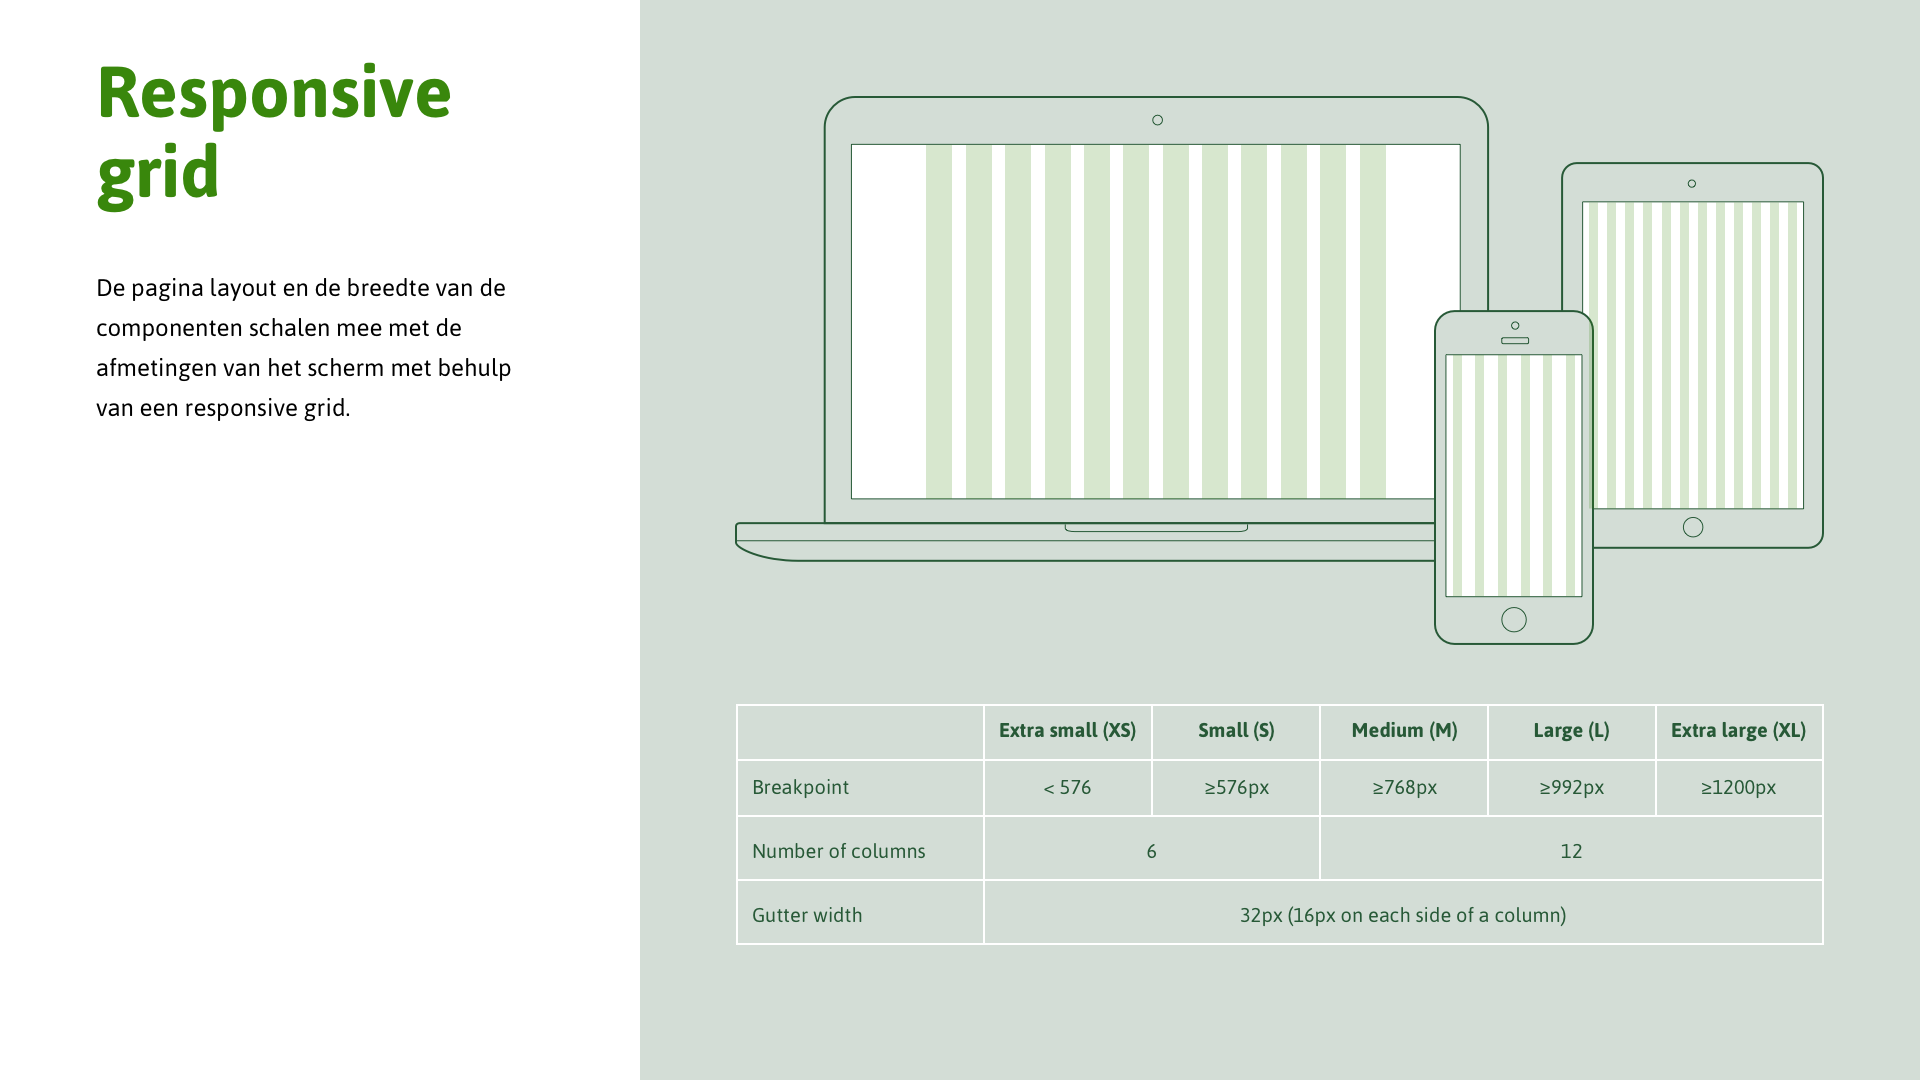 Responsive
grid
De pagina layout en de breedte van de
componenten schalen mee met de
afmetingen van het scherm met behulp
van een responsive grid.
Extra small (XS) Small (S) Medium (M) Large (L) Extra large (XL)
Breakpoint < 576 ≥576px ≥768px ≥992px ≥1200px
Number of columns 6 12
Gutter width 32px (16px on each side of a column)